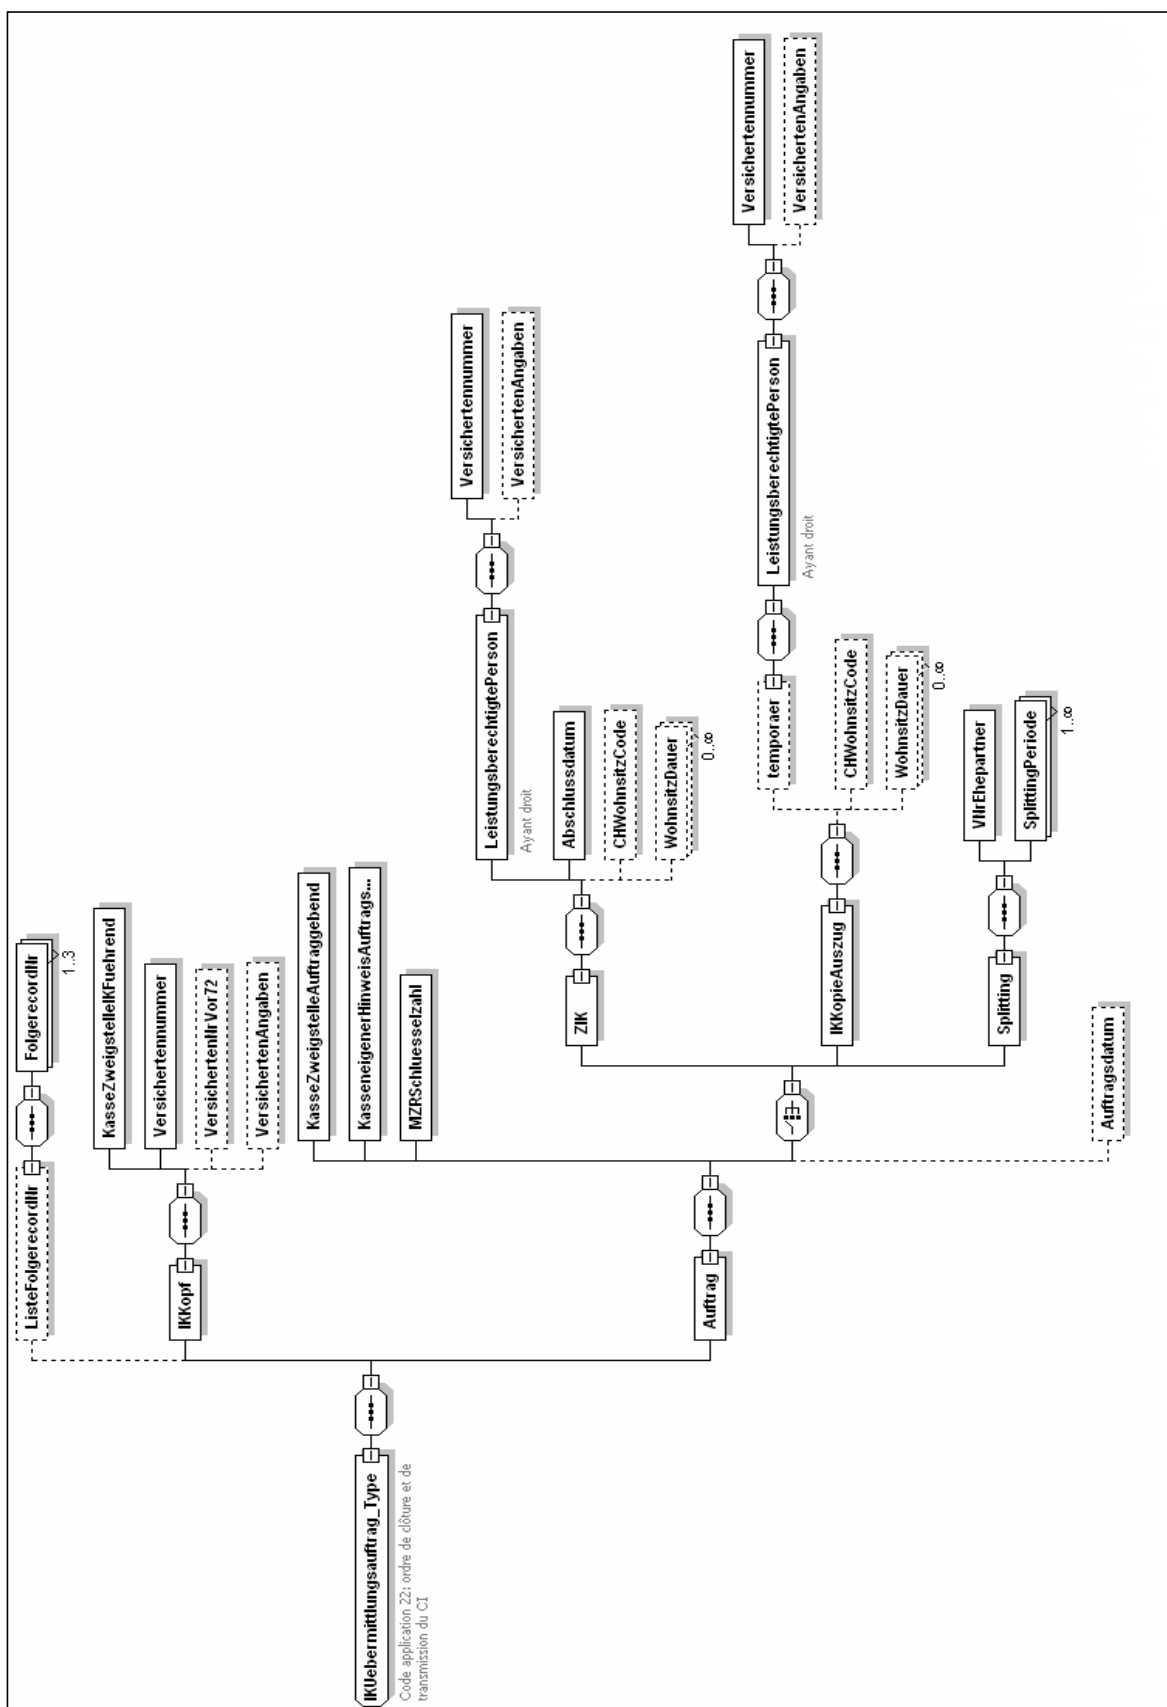 IKUebermittlungsauftrag_Type
Code application 22: ordre de clôture et de
transmission du CI
ListeFolgerecordNr
FolgerecordNr
1..3
IKKopf
KasseZweigstelleIKFuehrend
Versichertennummer
VersichertenNrVor72
VersichertenAngaben
Auftrag
KasseZweigstelleAuftraggebend
KasseneigenerHinweisAuftrags...
MZRSchluesselzahl
ZIK
LeistungsberechtigtePerson
Ayant droit
Versichertennummer
VersichertenAngaben
Abschlussdatum
CHWohnsitzCode
WohnsitzDauer
0..∞
IKKopieAuszug
temporaer
LeistungsberechtigtePerson
Ayant droit
Versichertennummer
VersichertenAngaben
CHWohnsitzCode
WohnsitzDauer
0..∞
Splitting
VNrEhepartner
SplittingPeriode
1..∞
Auftragsdatum